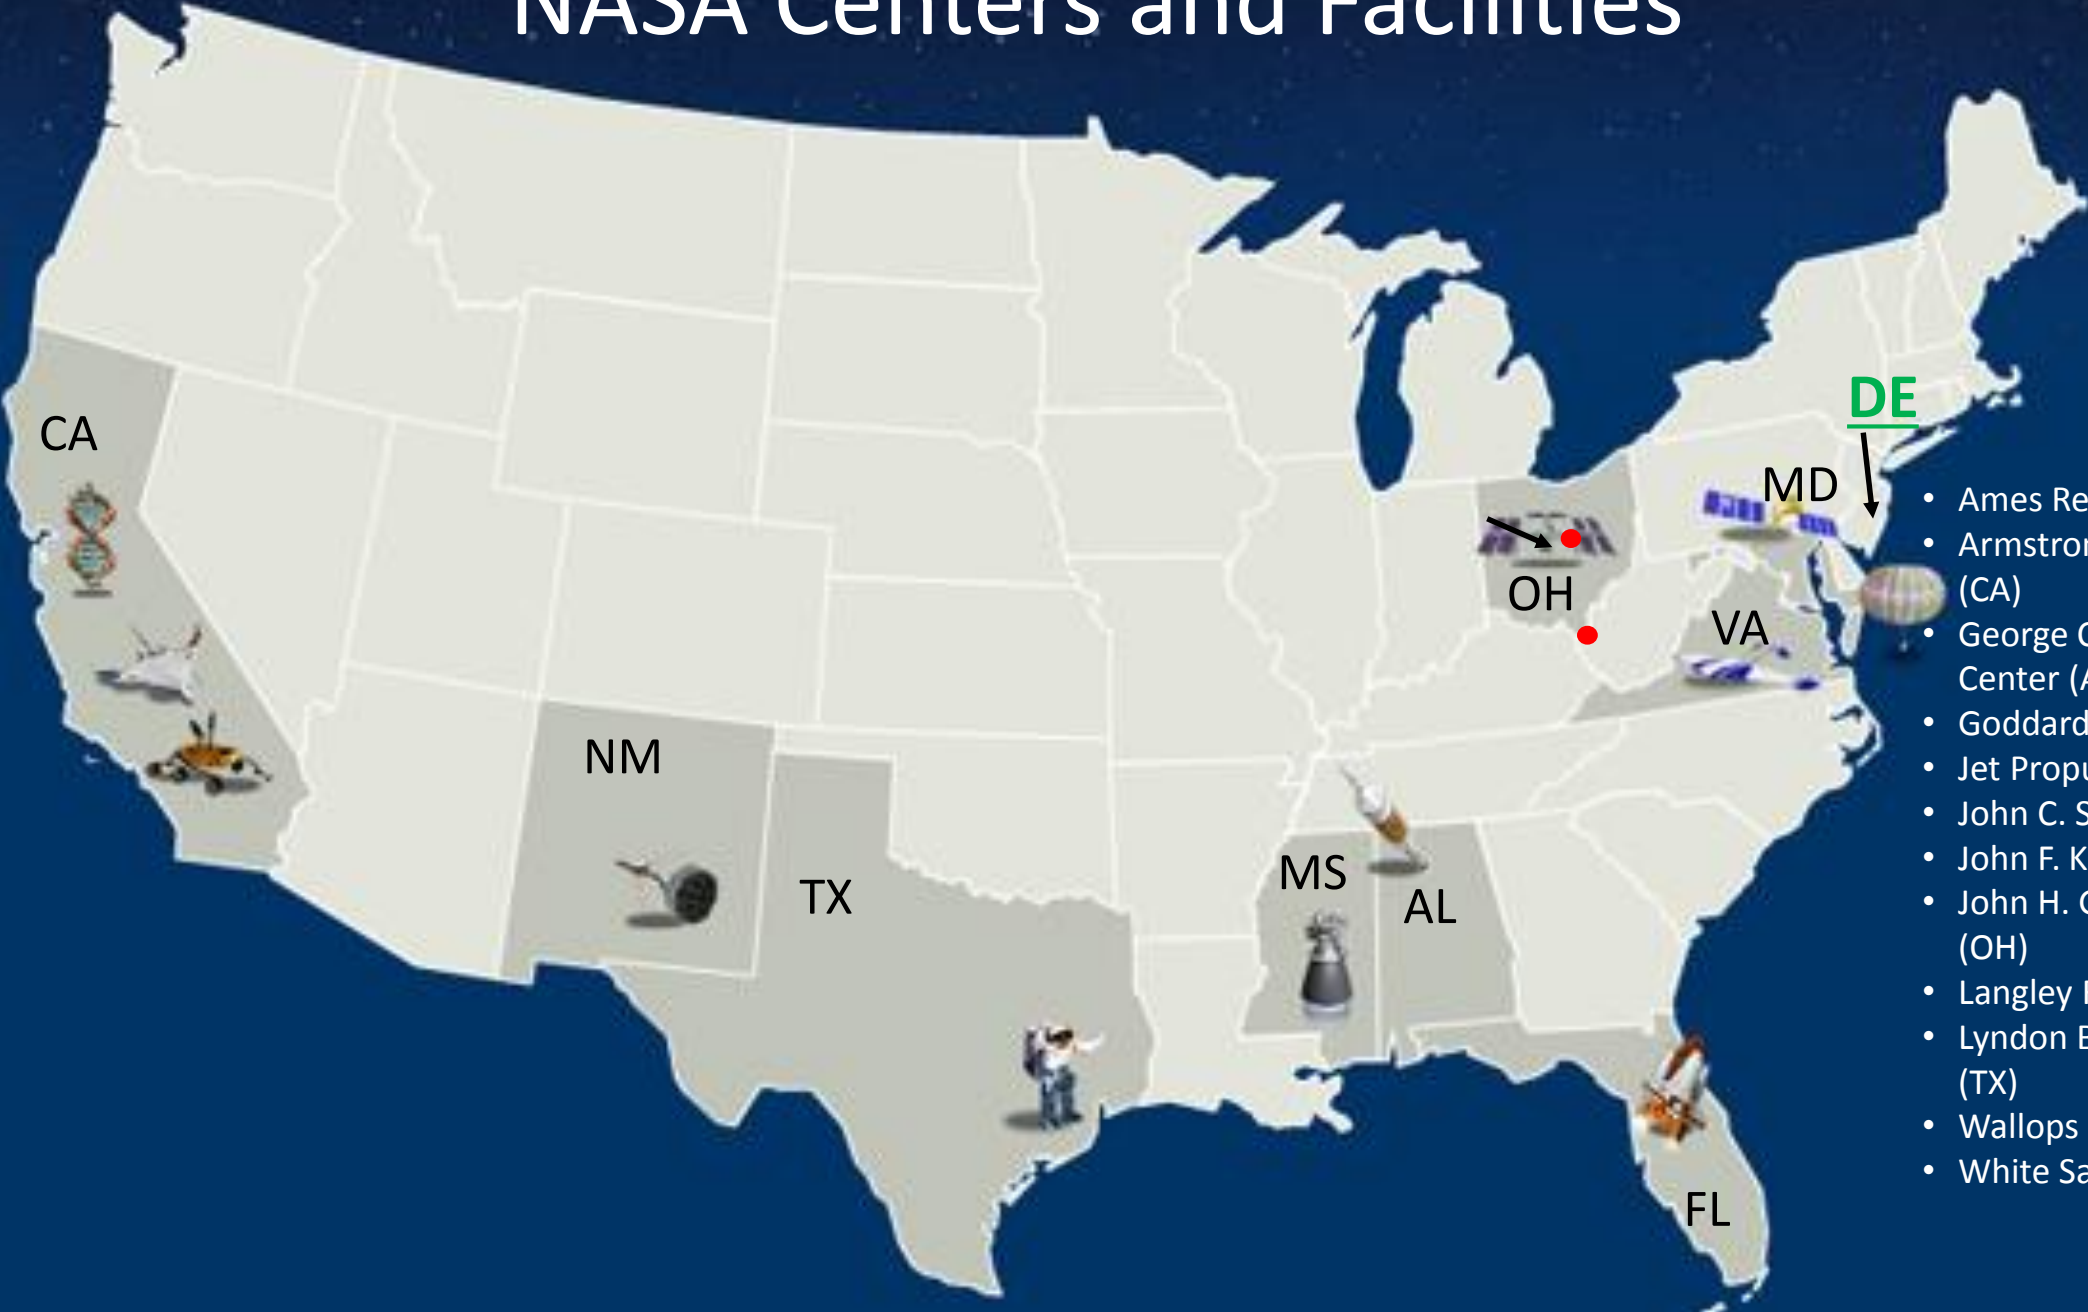 NASA Centers and Facilities
DE
CA
MD
OH
VA
NM
TX
MS
AL
FL
• Ames Re
• Armstron
(CA)
• George C
Center (A
• Goddard
• Jet Propu
• John C. S
• John F. K
• John H. G
(OH)
• Langley
• Lyndon B
(TX)
• Wallops
• White Sa